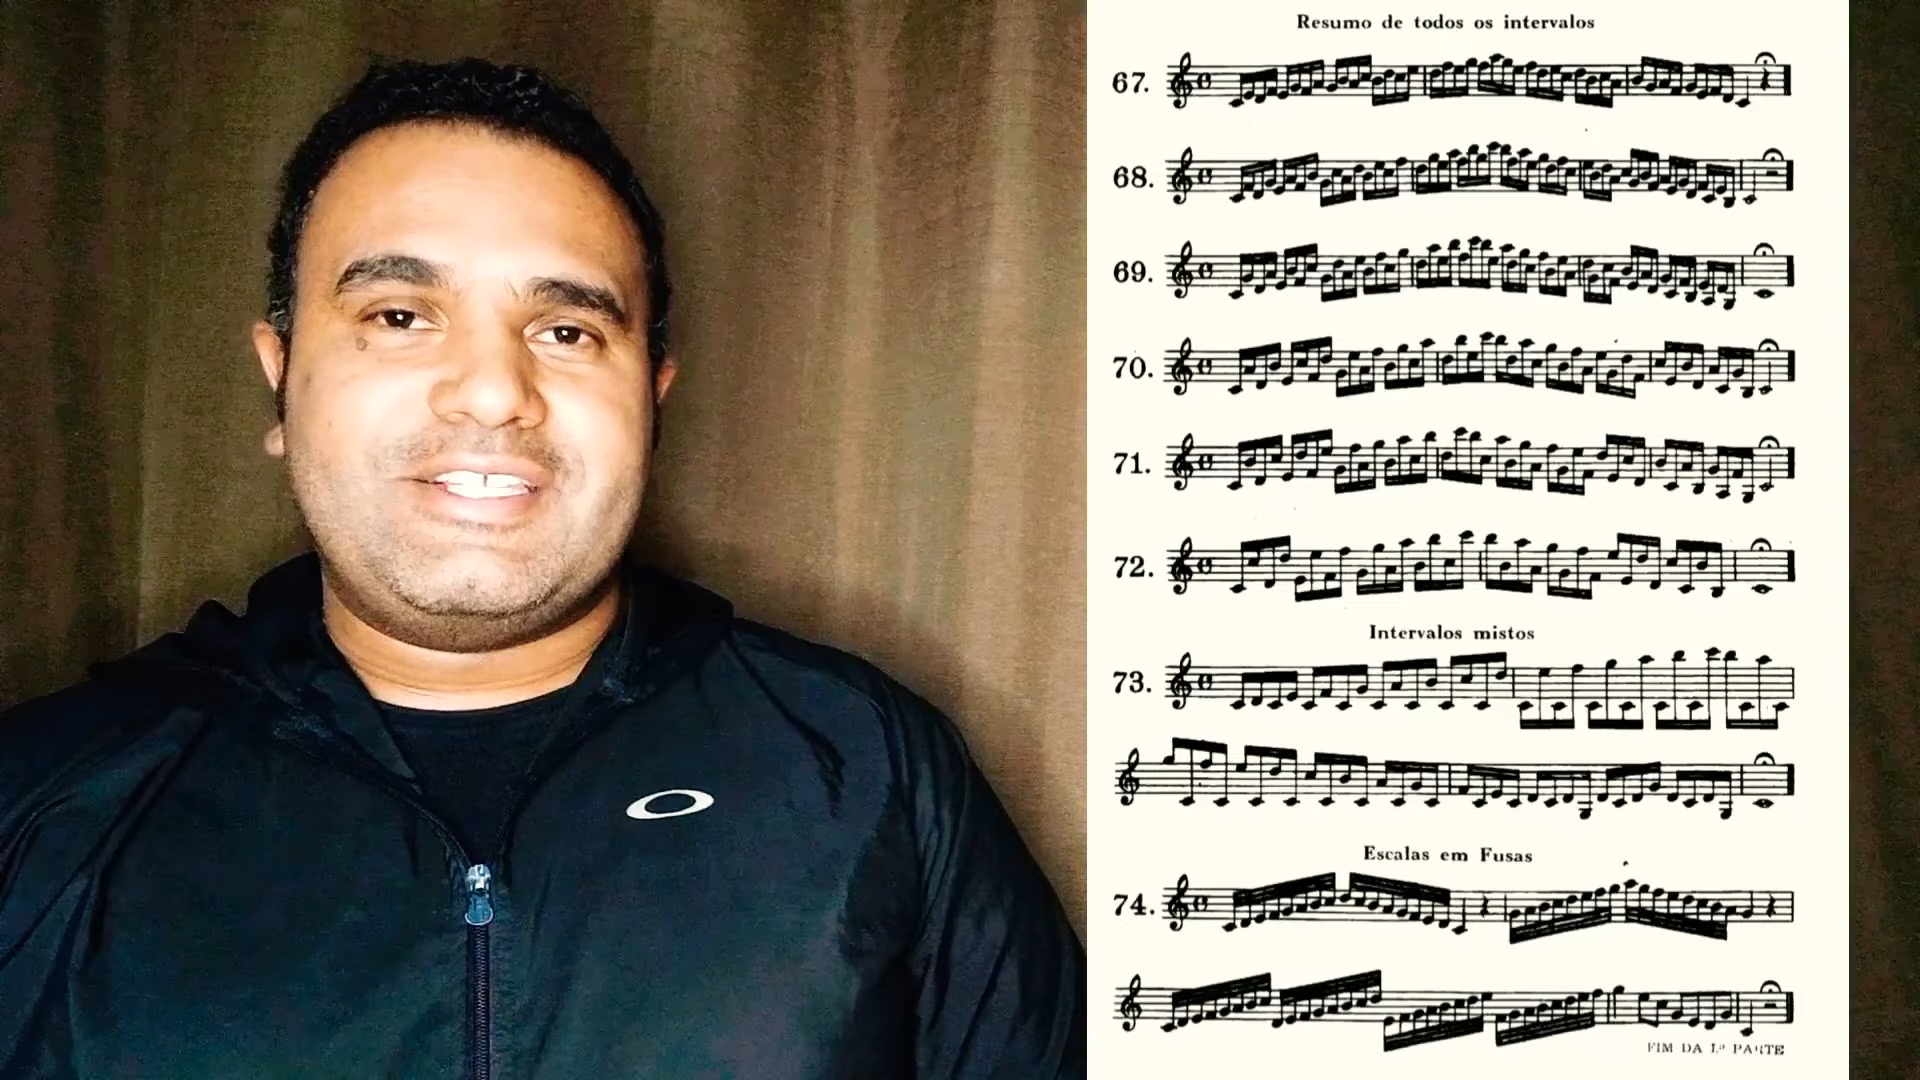 Resumo de todos os intervalos
67.
68.
69.
70.
71.
72.
Intervalos mistos
73.
Escalas em Fusas
74.
FIM DA 1.ª PARTE